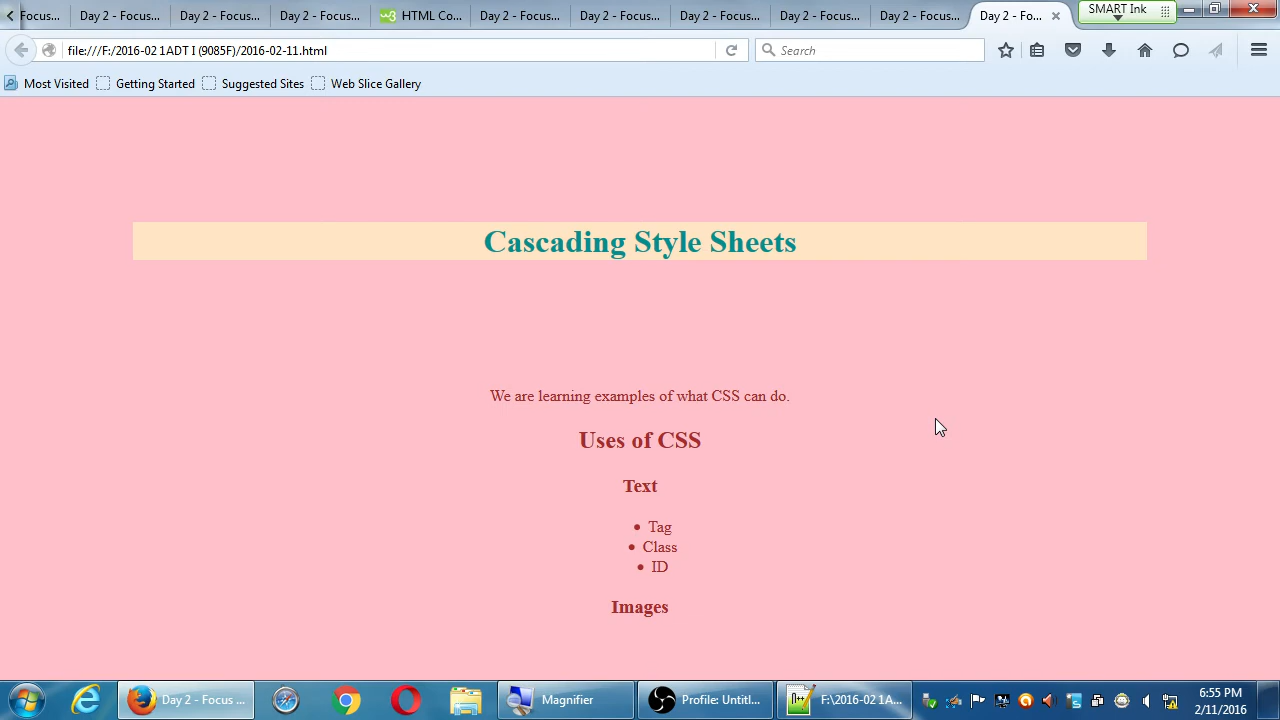 Focus...
Day 2 - Focus...
Day 2 - Focus...
Day 2 - Focus...
HTML Co...
Day 2 - Focus...
Day 2 - Focus...
Day 2 - Focus...
Day 2 - Focus...
Day 2 - Focus...
Day 2 - Fo...
SMART Ink
file:///F:/2016-02 1ADT I (9085F)/2016-02-11.html
Search
Most Visited
Getting Started
Suggested Sites
Web Slice Gallery
Cascading Style Sheets
We are learning examples of what CSS can do.
Uses of CSS
Text
• Tag
• Class
• ID
Images
Day 2 - Focus ...
Magnifier
Profile: Untitl...
F:\2016-02 1A...
6:55 PM
2/11/2016